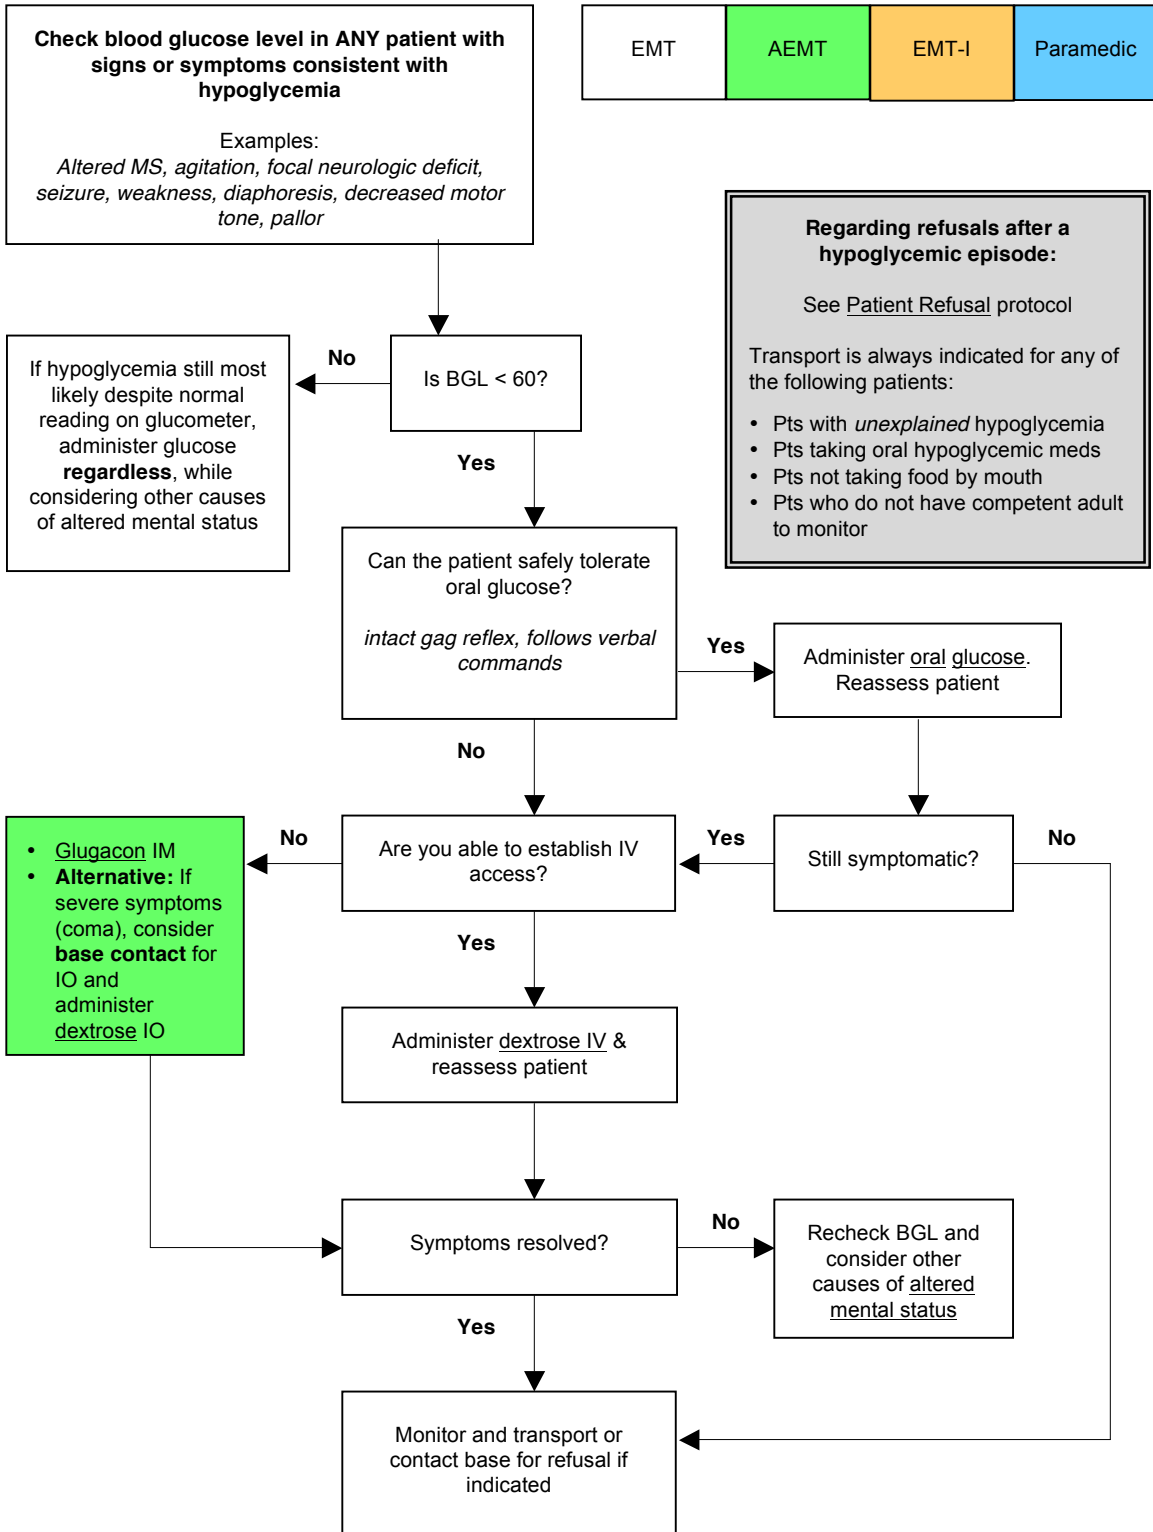 Check blood glucose level in ANY patient with
signs or symptoms consistent with
hypoglycemia
Examples:
Altered MS, agitation, focal neurologic deficit,
seizure, weakness, diaphoresis, decreased motor
tone, pallor
EMT
AEMT
EMT-I
Paramedic
Regarding refusals after a
hypoglycemic episode:
See Patient Refusal protocol
Transport is always indicated for any of
the following patients:
• Pts with unexplained hypoglycemia
• Pts taking oral hypoglycemic meds
• Pts not taking food by mouth
• Pts who do not have competent adult
to monitor
If hypoglycemia still most
likely despite normal
reading on glucometer,
administer glucose
regardless, while
considering other causes
of altered mental status
No
Is BGL < 60?
Yes
Can the patient safely tolerate
oral glucose?
intact gag reflex, follows verbal
commands
Yes
Administer oral glucose.
Reassess patient
No
• Glugacon IM
• Alternative: If
severe symptoms
(coma), consider
base contact for
IO and
administer
dextrose IO
No
Are you able to establish IV
access?
Yes
Still symptomatic?
No
Yes
Administer dextrose IV &
reassess patient
Symptoms resolved?
No
Recheck BGL and
consider other
causes of altered
mental status
Yes
Monitor and transport or
contact base for refusal if
indicated